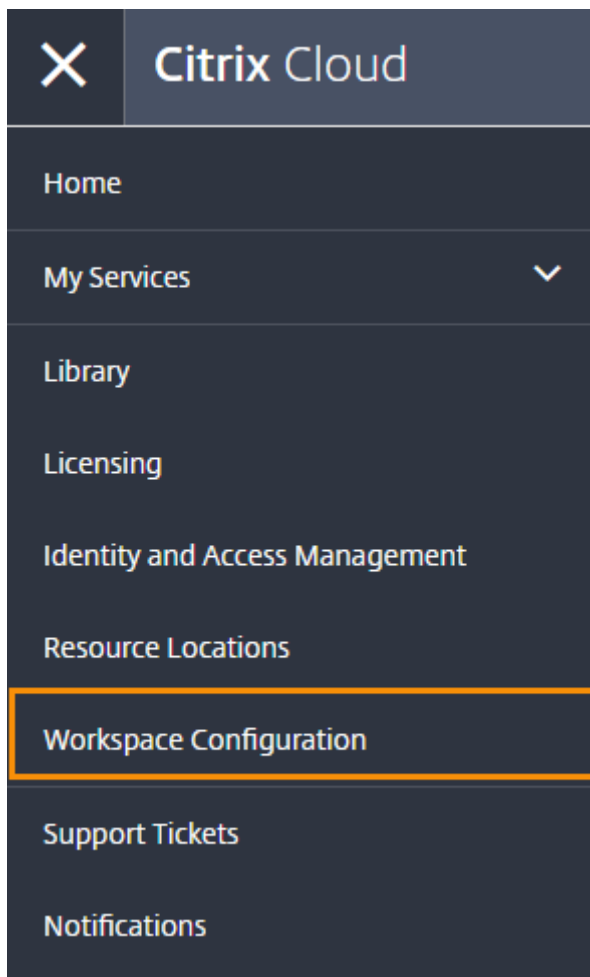 Citrix Cloud
Home
My Services
Library
Licensing
Identity and Access Management
Resource Locations
Workspace Configuration
Support Tickets
Notifications